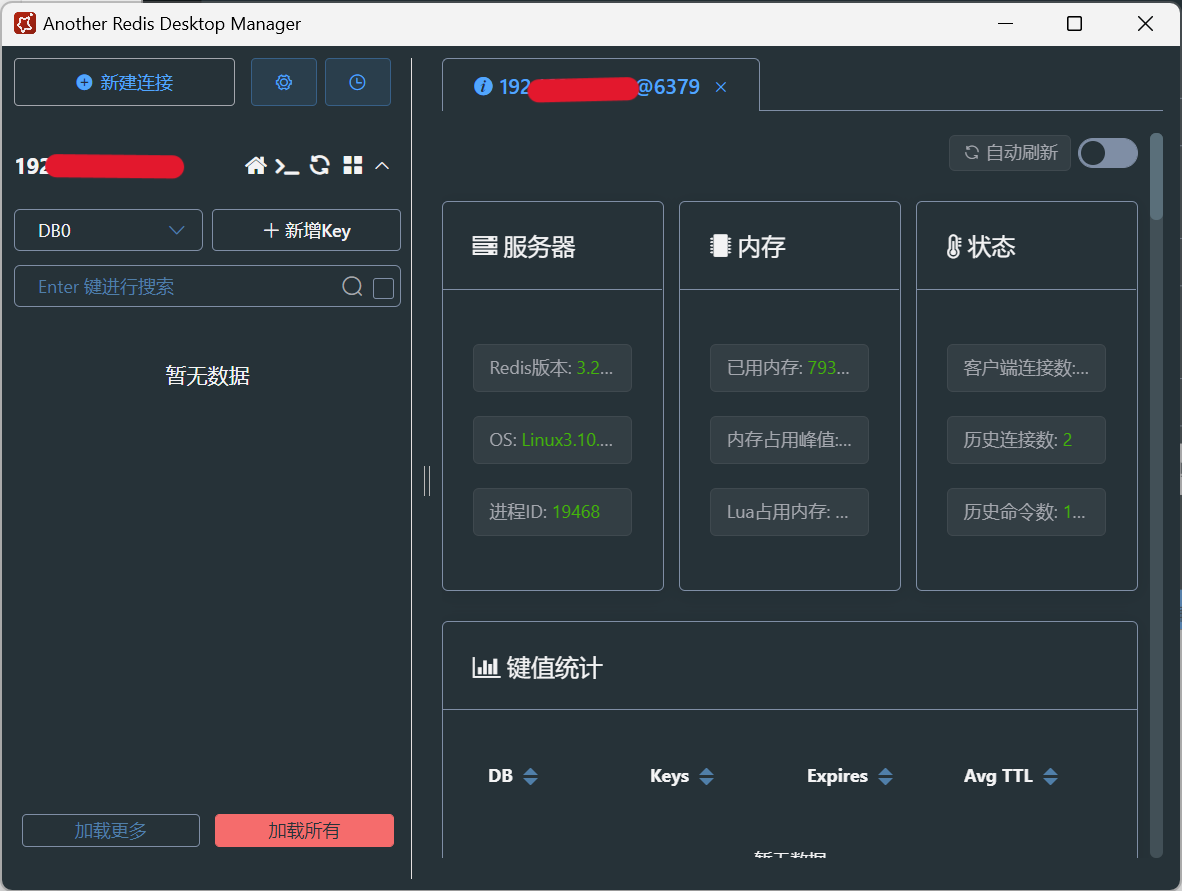 Another Redis Desktop Manager
新建连接
192
DB0
新增Key
Enter 键进行搜索
暂无数据
加载更多
加载所有
192 @6379
自动刷新
服务器
Redis版本: 3.2...
OS: Linux3.10....
进程ID: 19468
内存
已用内存: 793...
内存占用峰值:...
Lua占用内存: ...
状态
客户端连接数:...
历史连接数: 2
历史命令数: 1...
键值统计
DB Keys Expires Avg TTL
暂无数据